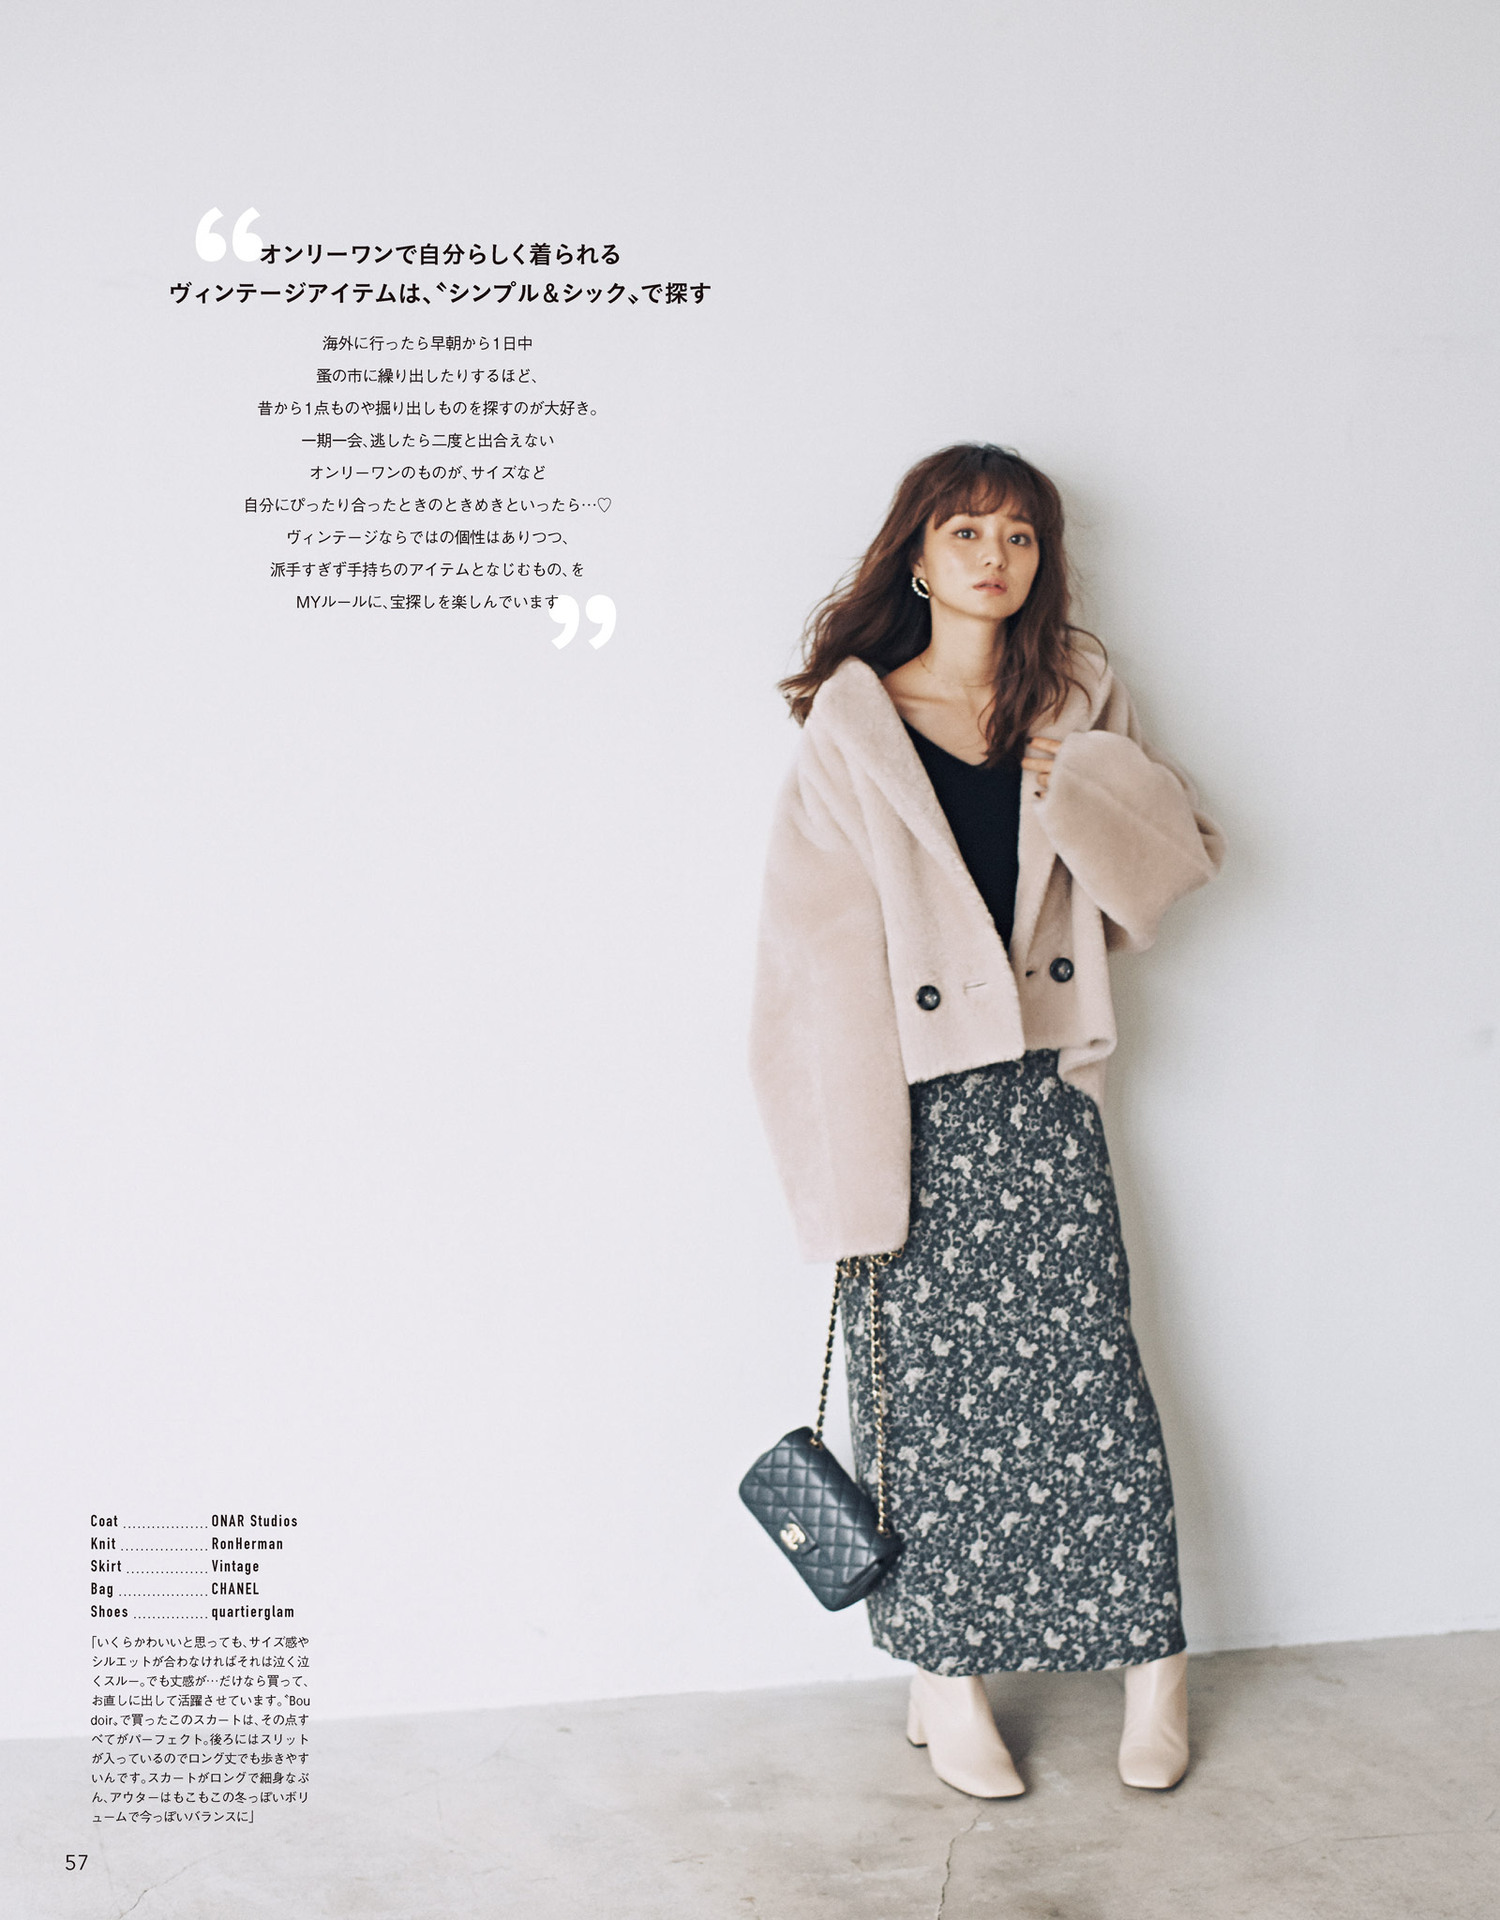 オンリーワンで自分らしく着られる
ヴィンテージアイテムは、〝シンプル&シック〟で探す
海外に行ったら早朝から1日中
蚤の市に繰り出したりするほど、
昔から1点ものや掘り出しものを探すのが大好き。
一期一会、逃したら二度と出合えない
オンリーワンのものが、サイズなど
自分にぴったり合ったときのときめきといったら…♡
ヴィンテージならではの個性はありつつ、
派手すぎず手持ちのアイテムとなじむもの、を
MYルールに、宝探しを楽しんでいます
Coat .................. ONAR Studios
Knit ................... RonHerman
Skirt .................. Vintage
Bag .................... CHANEL
Shoes ................ quartierglam
「いくらかわいいと思っても、サイズ感や
シルエットが合わなければそれは泣く泣
くスルー。でも丈感が…だけなら買って、
お直しに出して活躍させています。〝Bou
doir〟で買ったこのスカートは、その点す
べてがパーフェクト。後ろにはスリット
が入っているのでロング丈でも歩きやす
いんです。スカートがロングで細身なぶ
ん、アウターはもこもこの冬っぽいボリ
ュームで今っぽいバランスに」
57